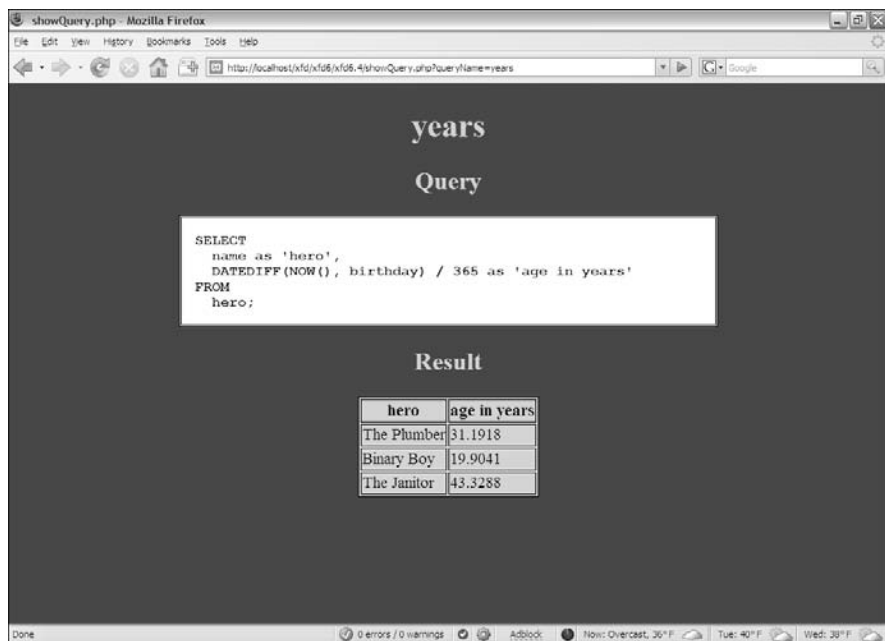 showQuery.php - Mozilla Firefox
File Edit View History Bookmarks Tools Help
http://localhost/xfd/xfd6/xfd6.4/showQuery.php?queryName=years
G Google
years
Query
SELECT
name as 'hero',
DATEDIFF(NOW(), birthday) / 365 as 'age in years'
FROM
hero;
Result
hero age in years
The Plumber 31.1918
Binary Boy 19.9041
The Janitor 43.3288
Done 0 errors / 0 warnings Adblock Now: Overcast, 36° F Tue: 40° F Wed: 38° F